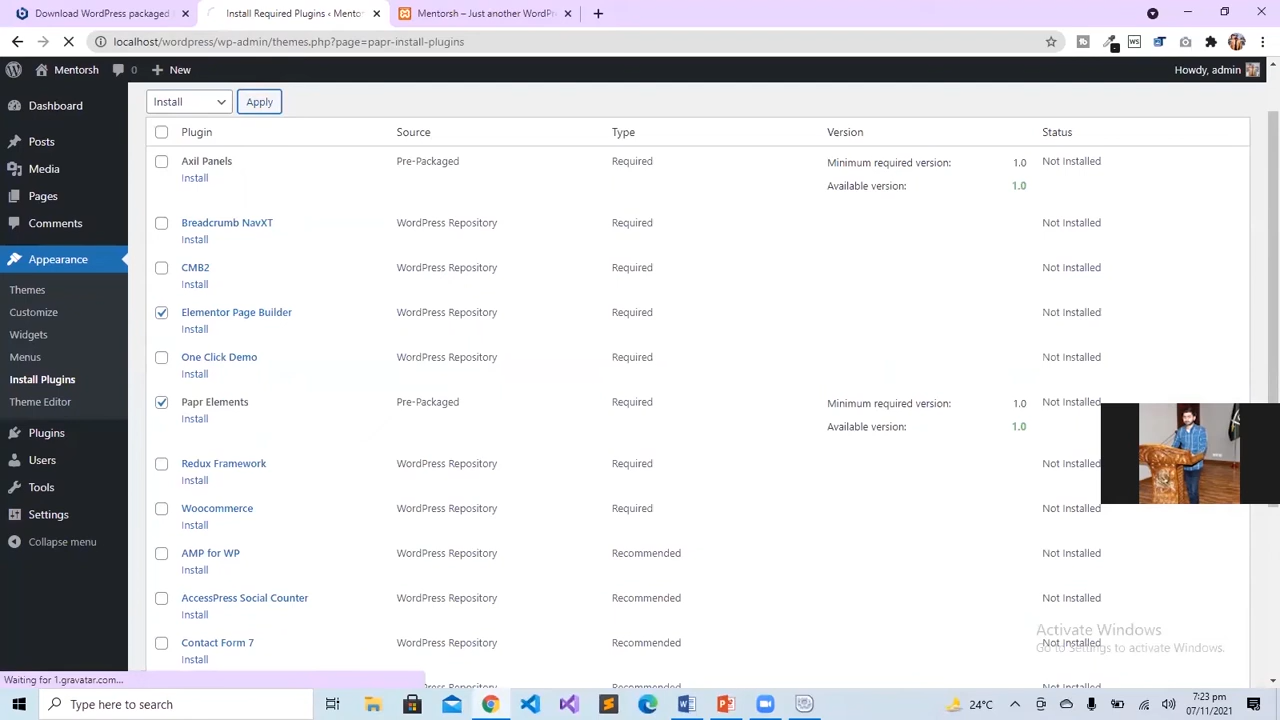 Download WordPress packaged f
Install Required Plugins ‹ Mento
Mentorsh – Just another WordPr
localhost/wordpress/wp-admin/themes.php?page=papr-install-plugins
WS
Mentorsh
0
New
Howdy, admin
Dashboard
Posts
Media
Pages
Comments
Appearance
Themes
Customize
Widgets
Menus
Install Plugins
Theme Editor
Plugins
Users
Tools
Settings
Collapse menu
Install
Apply
Plugin Source Type Version Status
Axil Panels Pre-Packaged Required Minimum required version: 1.0 Not Installed
Install Available version: 1.0
Breadcrumb NavXT WordPress Repository Required Not Installed
Install
CMB2 WordPress Repository Required Not Installed
Install
Elementor Page Builder WordPress Repository Required Not Installed
Install
One Click Demo WordPress Repository Required Not Installed
Install
Papr Elements Pre-Packaged Required Minimum required version: 1.0 Not Installed
Install Available version: 1.0
Redux Framework WordPress Repository Required Not Installed
Install
Woocommerce WordPress Repository Required Not Installed
Install
AMP for WP WordPress Repository Recommended Not Installed
Install
AccessPress Social Counter WordPress Repository Recommended Not Installed
Install
Contact Form 7 WordPress Repository Recommended Not Installed
Install
Activate Windows
Go to Settings to activate Windows.
Waiting for 1.gravatar.com...
Type here to search
24°C
7:23 pm
07/11/2021